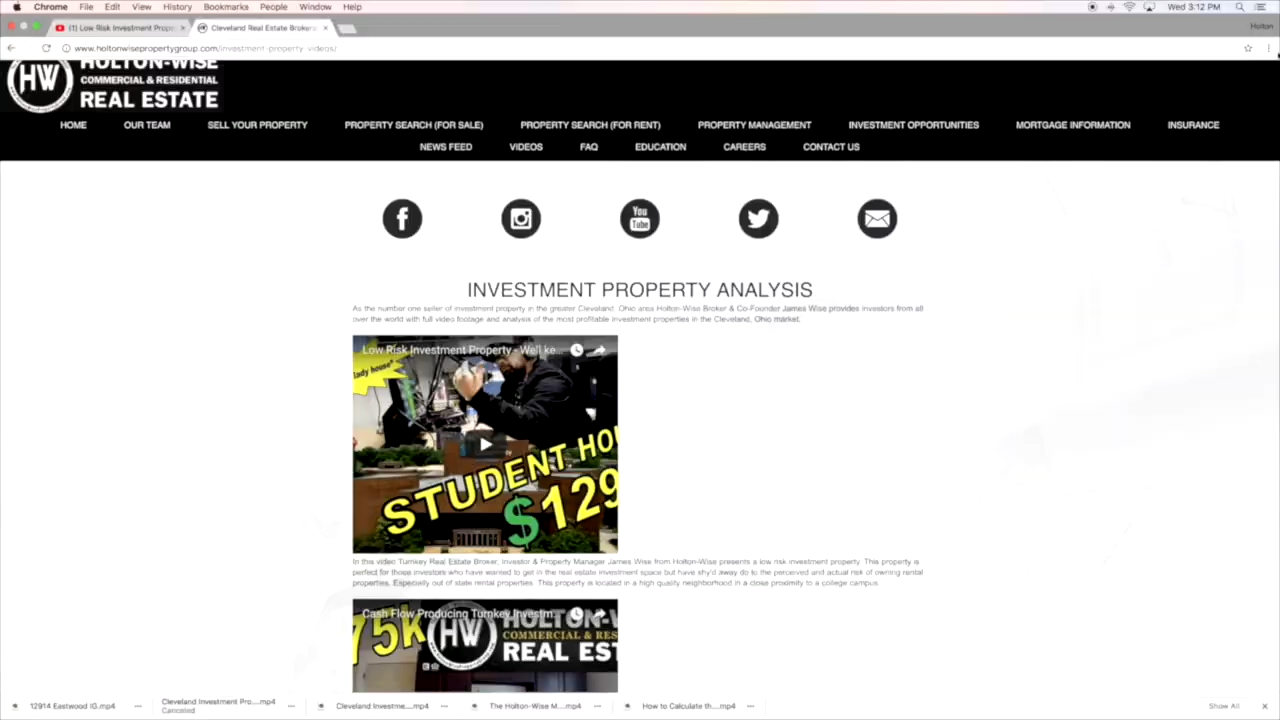 Chrome File Edit View History Bookmarks People Window Help Wed 3:12 PM
(1) Low Risk Investment Prope Cleveland Real Estate Brokers Holton
www.holtonwisepropertygroup.com/investment-property-videos/
HW HOLTON-WISE
COMMERCIAL & RESIDENTIAL
REAL ESTATE
HOME OUR TEAM SELL YOUR PROPERTY PROPERTY SEARCH (FOR SALE) PROPERTY SEARCH (FOR RENT) PROPERTY MANAGEMENT INVESTMENT OPPORTUNITIES MORTGAGE INFORMATION INSURANCE
NEWS FEED VIDEOS FAQ EDUCATION CAREERS CONTACT US
You Tube
INVESTMENT PROPERTY ANALYSIS
As the number one seller of investment property in the greater Cleveland, Ohio area Holton-Wise Broker & Co-Founder James Wise provides investors from all
over the world with full video footage and analysis of the most profitable investment properties in the Cleveland, Ohio market.
Low Risk Investment Property - We'll ke...
lady house"
STUDENT HOU
$129
In this video Turnkey Real Estate Broker, Investor & Property Manager James Wise from Holton-Wise presents a low risk investment property. This property is
perfect for those investors who have wanted to get in the real estate investment space but have shy'd away do to the perceived and actual risk of owning rental
properties. Especially out of state rental properties. This property is located in a high quality neighborhood in a close proximity to a college campus.
Cash Flow Producing Turnkey Investm...
75k HW HOLTON-W
COMMERCIAL & RES
REAL EST
12914 Eastwood IG.mp4 Cleveland Investment Pro....mp4 Cleveland Investme....mp4 The Holton-Wise M....mp4 How to Calculate th....mp4 Show All
Canceled